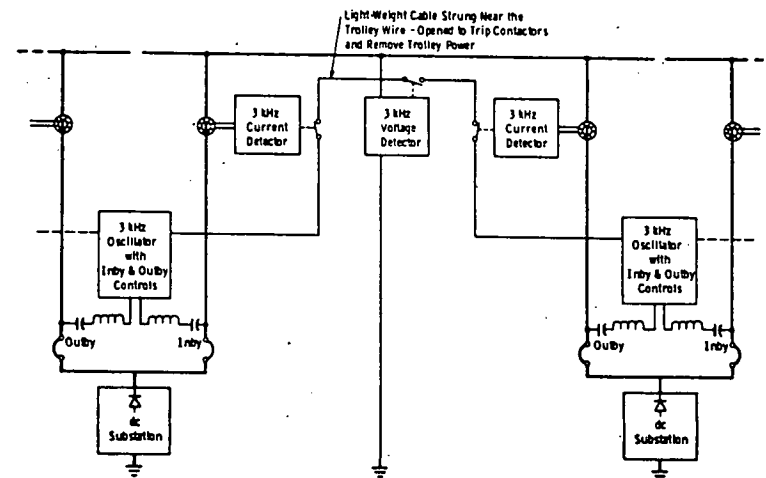 Light-Weight Cable Strung Near the
Trolley Wire - Opened to Trip Contactors
and Remove Trolley Power
3 kHz
Current
Detector
3 kHz
Voltage
Detector
3 kHz
Current
Detector
3 kHz
Oscillator
with
Inby & Outby
Controls
3 kHz
Oscillator
with
Inby & Outby
Controls
Outby
Inby
Outby
Inby
dc
Substation
dc
Substation